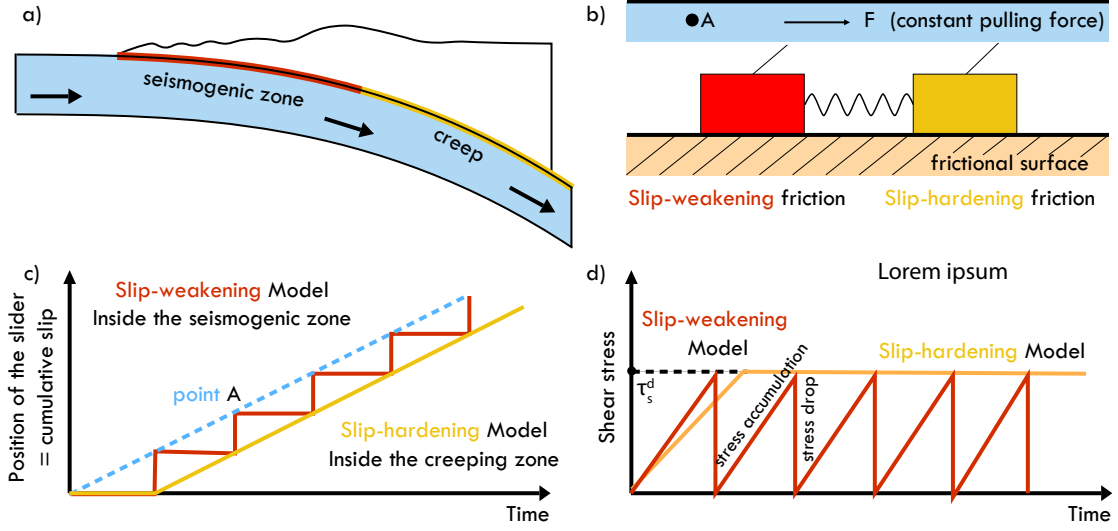 a)
seismogenic zone
creep
b)
A
F (constant pulling force)
frictional surface
Slip-weakening friction
Slip-hardening friction
c)
Position of the slider
= cumulative slip
Slip-weakening Model
Inside the seismogenic zone
point A
Slip-hardening Model
Inside the creeping zone
Time
d)
Lorem ipsum
Shear stress
Slip-weakening
Model
Slip-hardening Model
τ_s^d
stress accumulation
stress drop
Time